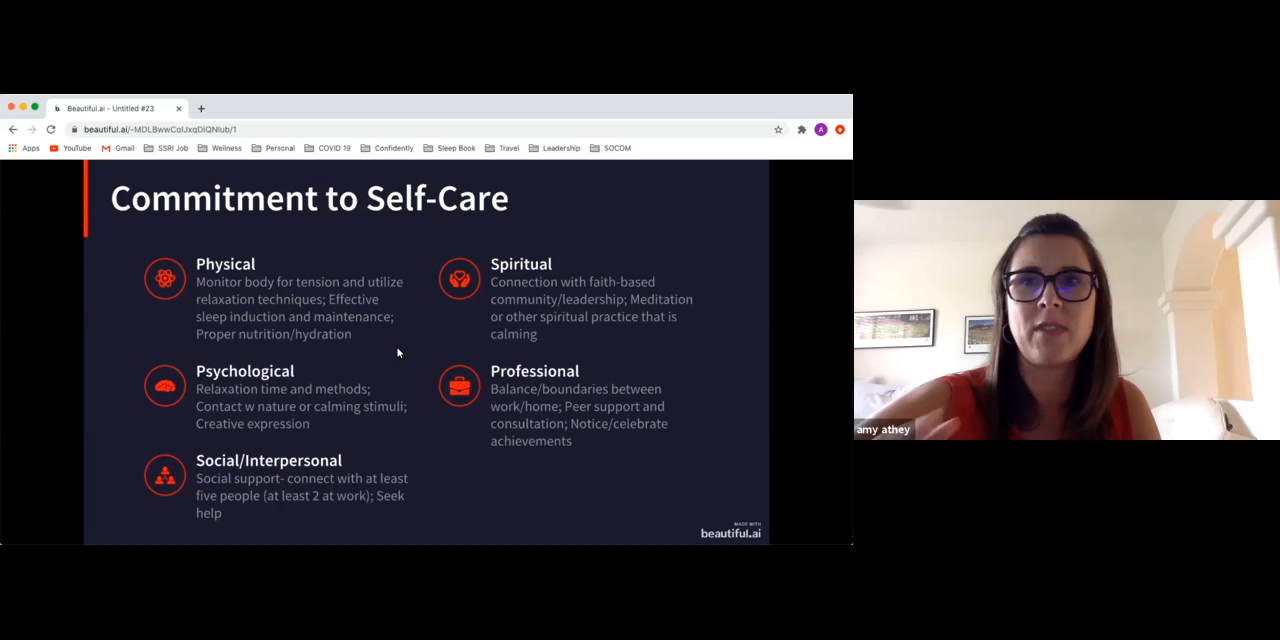 Beautiful.ai - Untitled #23
beautiful.ai/-MDL8wwColJxqDiQNlub/1
A
Apps YouTube Gmail SSRI Job Wellness Personal COVID 19 Confidently Sleep Book Travel Leadership SOCOM
Commitment to Self-Care
Physical
Monitor body for tension and utilize
relaxation techniques; Effective
sleep induction and maintenance;
Proper nutrition/hydration
Psychological
Relaxation time and methods;
Contact w nature or calming stimuli;
Creative expression
Social/Interpersonal
Social support- connect with at least
five people (at least 2 at work); Seek
help
Spiritual
Connection with faith-based
community/leadership; Meditation
or other spiritual practice that is
calming
Professional
Balance/boundaries between
work/home; Peer support and
consultation; Notice/celebrate
achievements
MADE WITH
beautiful.ai
amy athey